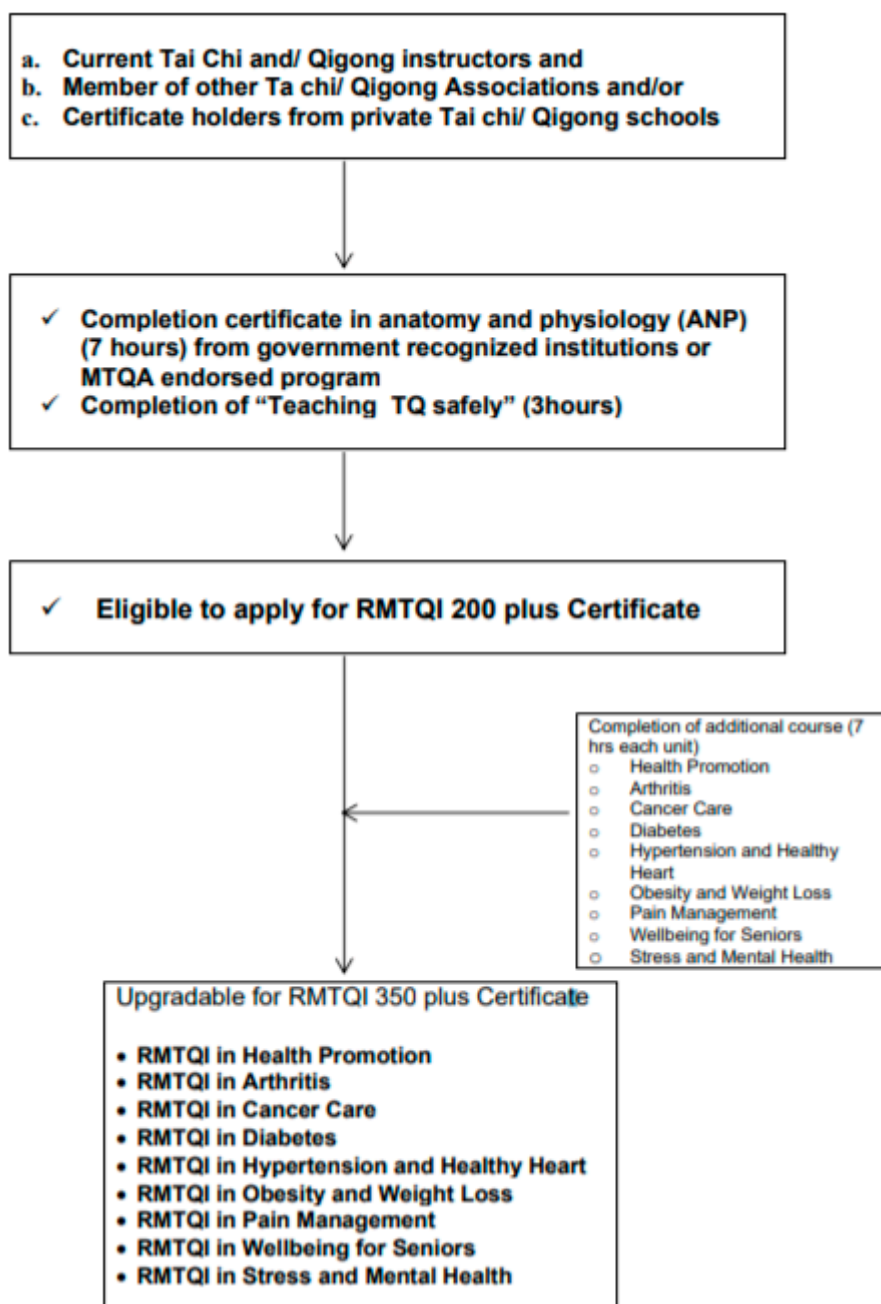 a. Current Tai Chi and/ Qigong instructors and
b. Member of other Ta chi/ Qigong Associations and/or
c. Certificate holders from private Tai chi/ Qigong schools
✓ Completion certificate in anatomy and physiology (ANP)
(7 hours) from government recognized institutions or
MTQA endorsed program
✓ Completion of “Teaching TQ safely” (3hours)
✓ Eligible to apply for RMTQI 200 plus Certificate
Completion of additional course (7
hrs each unit)
o Health Promotion
o Arthritis
o Cancer Care
o Diabetes
o Hypertension and Healthy
Heart
o Obesity and Weight Loss
o Pain Management
o Wellbeing for Seniors
o Stress and Mental Health
Upgradable for RMTQI 350 plus Certificate
• RMTQI in Health Promotion
• RMTQI in Arthritis
• RMTQI in Cancer Care
• RMTQI in Diabetes
• RMTQI in Hypertension and Healthy Heart
• RMTQI in Obesity and Weight Loss
• RMTQI in Pain Management
• RMTQI in Wellbeing for Seniors
• RMTQI in Stress and Mental Health